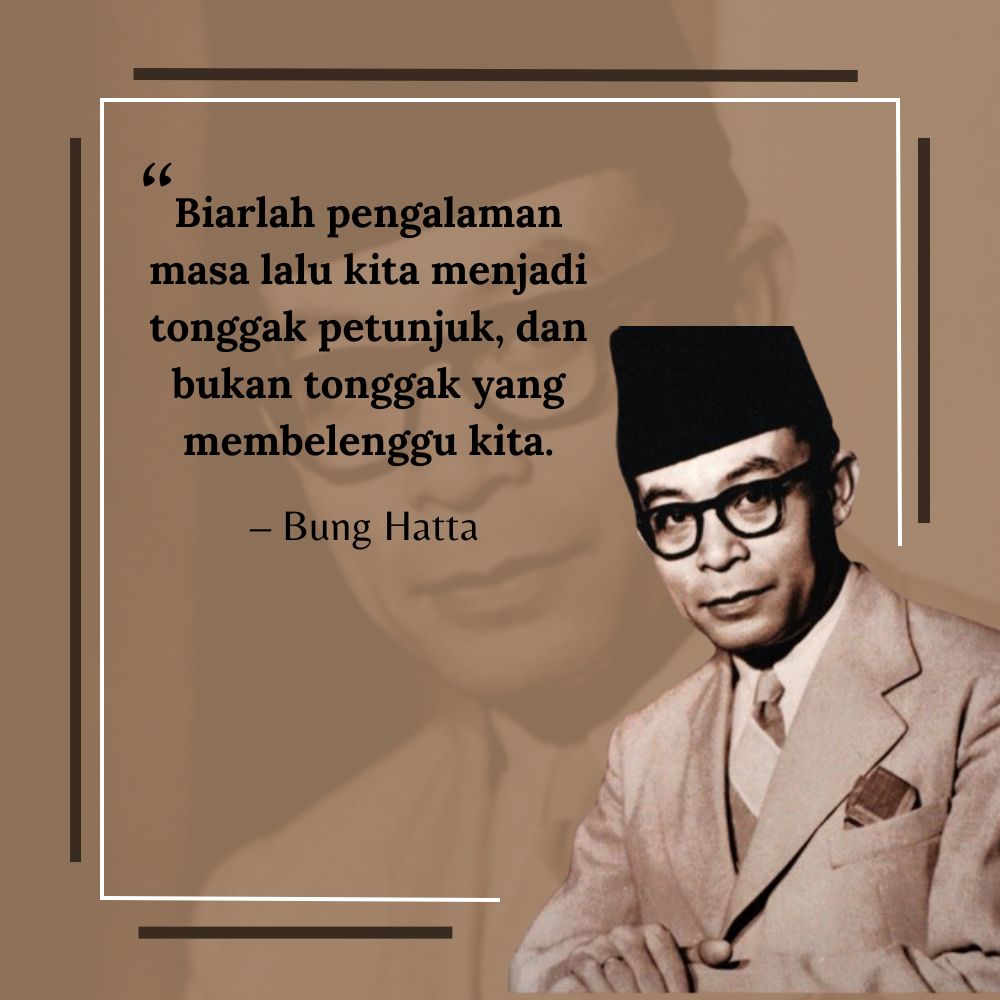 “Biarlah pengalaman
masa lalu kita menjadi
tonggak petunjuk, dan
bukan tonggak yang
membelenggu kita.
– Bung Hatta